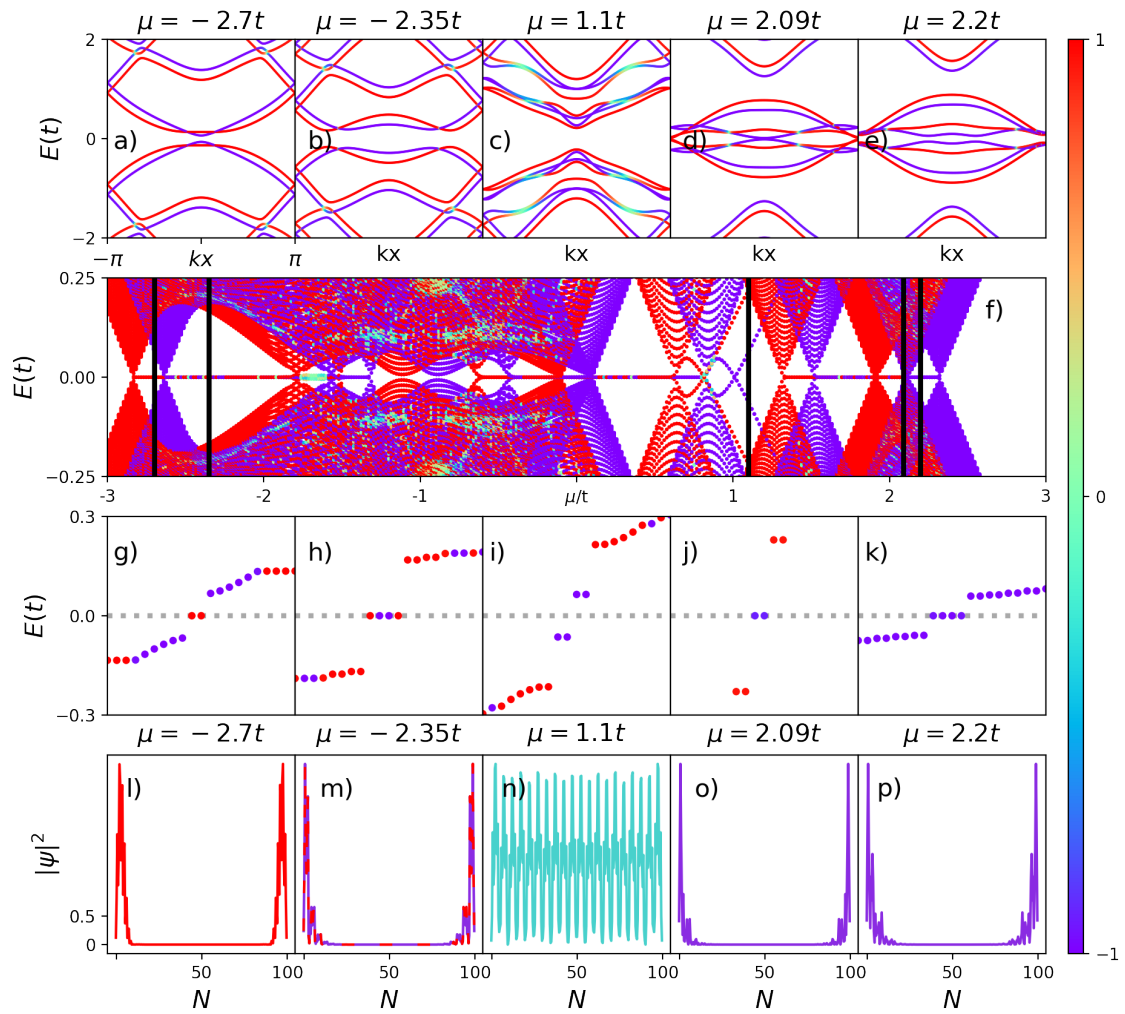 μ = −2.7t μ = −2.35t μ = 1.1t μ = 2.09t μ = 2.2t
2
0
−2
E(t)
a) b) c) d) e)
−π kx π kx kx kx kx
1
0
−1
0.25
0.00
−0.25
E(t)
f)
-3 -2 -1 μ/t 1 2 3
0.3
0.0
−0.3
E(t)
g) h) i) j) k)
μ = −2.7t μ = −2.35t μ = 1.1t μ = 2.09t μ = 2.2t
|ψ|²
0.5
0
l) m) n) o) p)
50 100 50 100 50 100 50 100 50 100
N N N N N